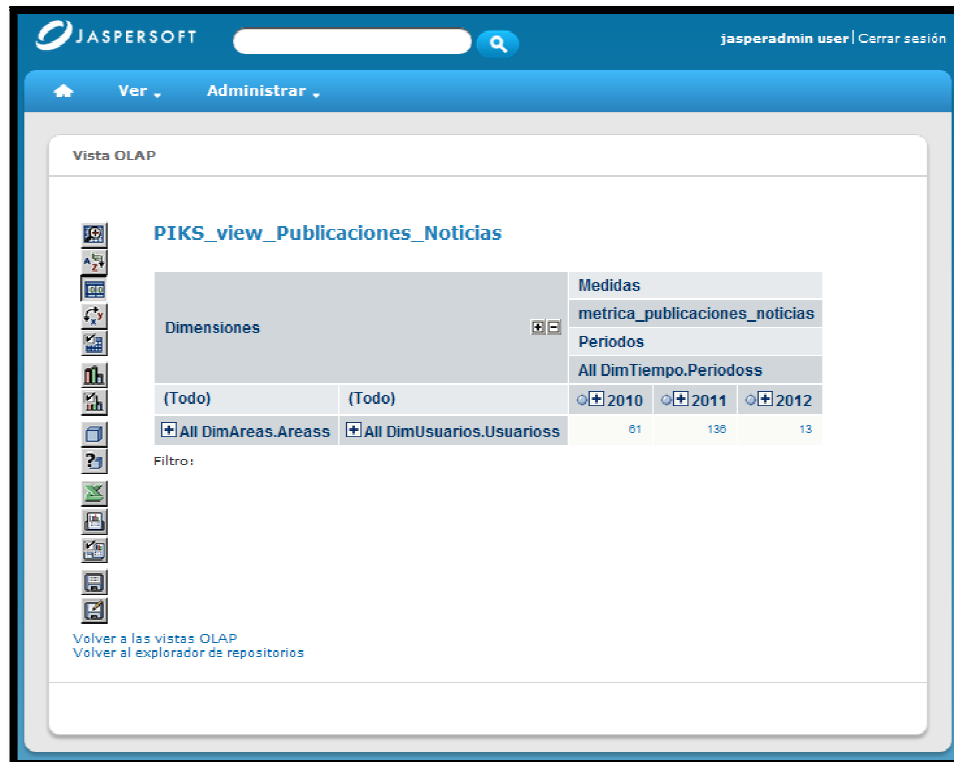 JASPERSOFT
jasperadmin user | Cerrar sesión
Ver Administrar
Vista OLAP
PIKS_view_Publicaciones_Noticias
Medidas
Dimensiones metrica_publicaciones_noticias
Periodos
All DimTiempo.Periodoss
(Todo) (Todo) 2010 2011 2012
All DimAreas.Areass All DimUsuarios.Usuarioss 61 136 13
Filtro:
Volver a las vistas OLAP
Volver al explorador de repositorios